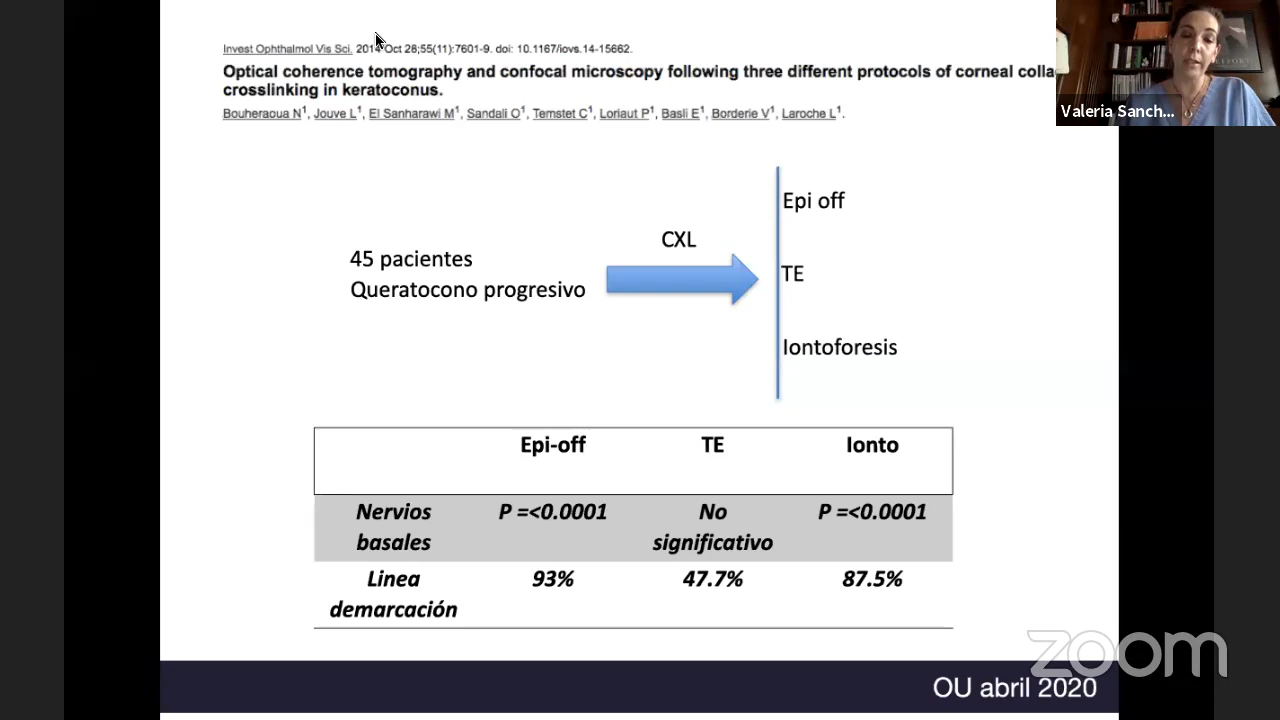 Invest Ophthalmol Vis Sci. 2014 Oct 28;55(11):7601-9. doi: 10.1167/iovs.14-15662.
Optical coherence tomography and confocal microscopy following three different protocols of corneal colla
crosslinking in keratoconus.
Bouheraoua N1, Jouve L1, El Sanharawi M1, Sandali O1, Temstet C1, Loriaut P1, Basli E1, Borderie V1, Laroche L1.
Valeria Sanch...
Epi off
CXL
45 pacientes
Queratocono progresivo
TE
Iontoforesis
Epi-off TE Ionto
Nervios basales P =<0.0001 No significativo P =<0.0001
Linea demarcación 93% 47.7% 87.5%
zoom
OU abril 2020